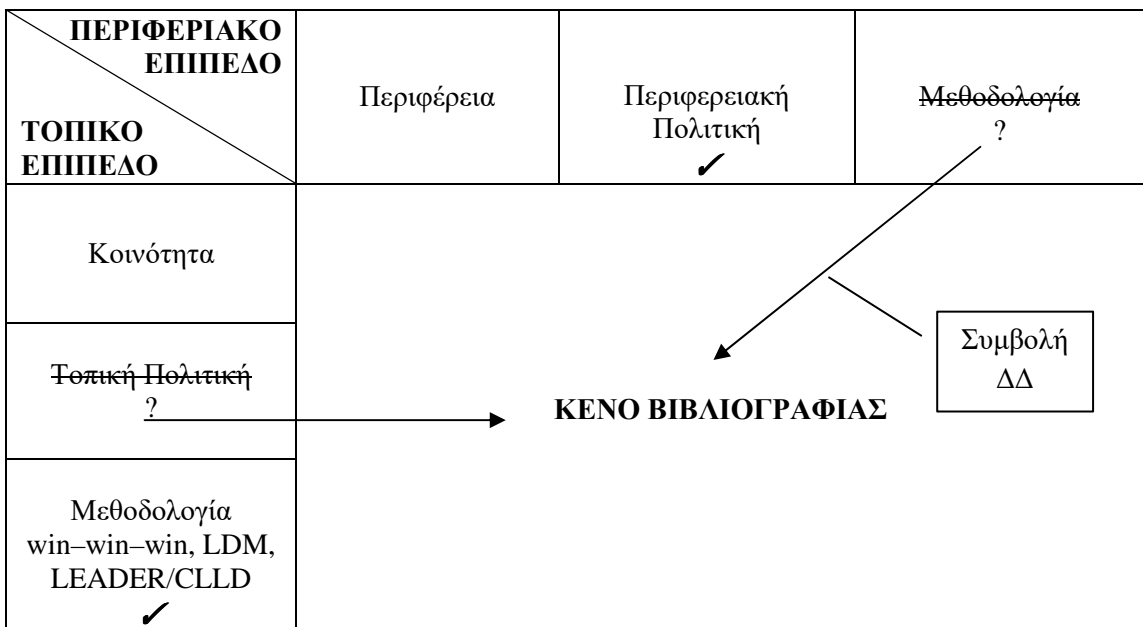 ΠΕΡΙΦΕΡΙΑΚΟ
ΕΠΙΠΕΔΟ
ΤΟΠΙΚΟ
ΕΠΙΠΕΔΟ
Περιφέρεια
Περιφερειακή
Πολιτική
✓
Μεθοδολογία
?
Κοινότητα
Τοπική Πολιτική
?
Συμβολή
ΔΔ
ΚΕΝΟ ΒΙΒΛΙΟΓΡΑΦΙΑΣ
Μεθοδολογία
win–win–win, LDM,
LEADER/CLLD
✓